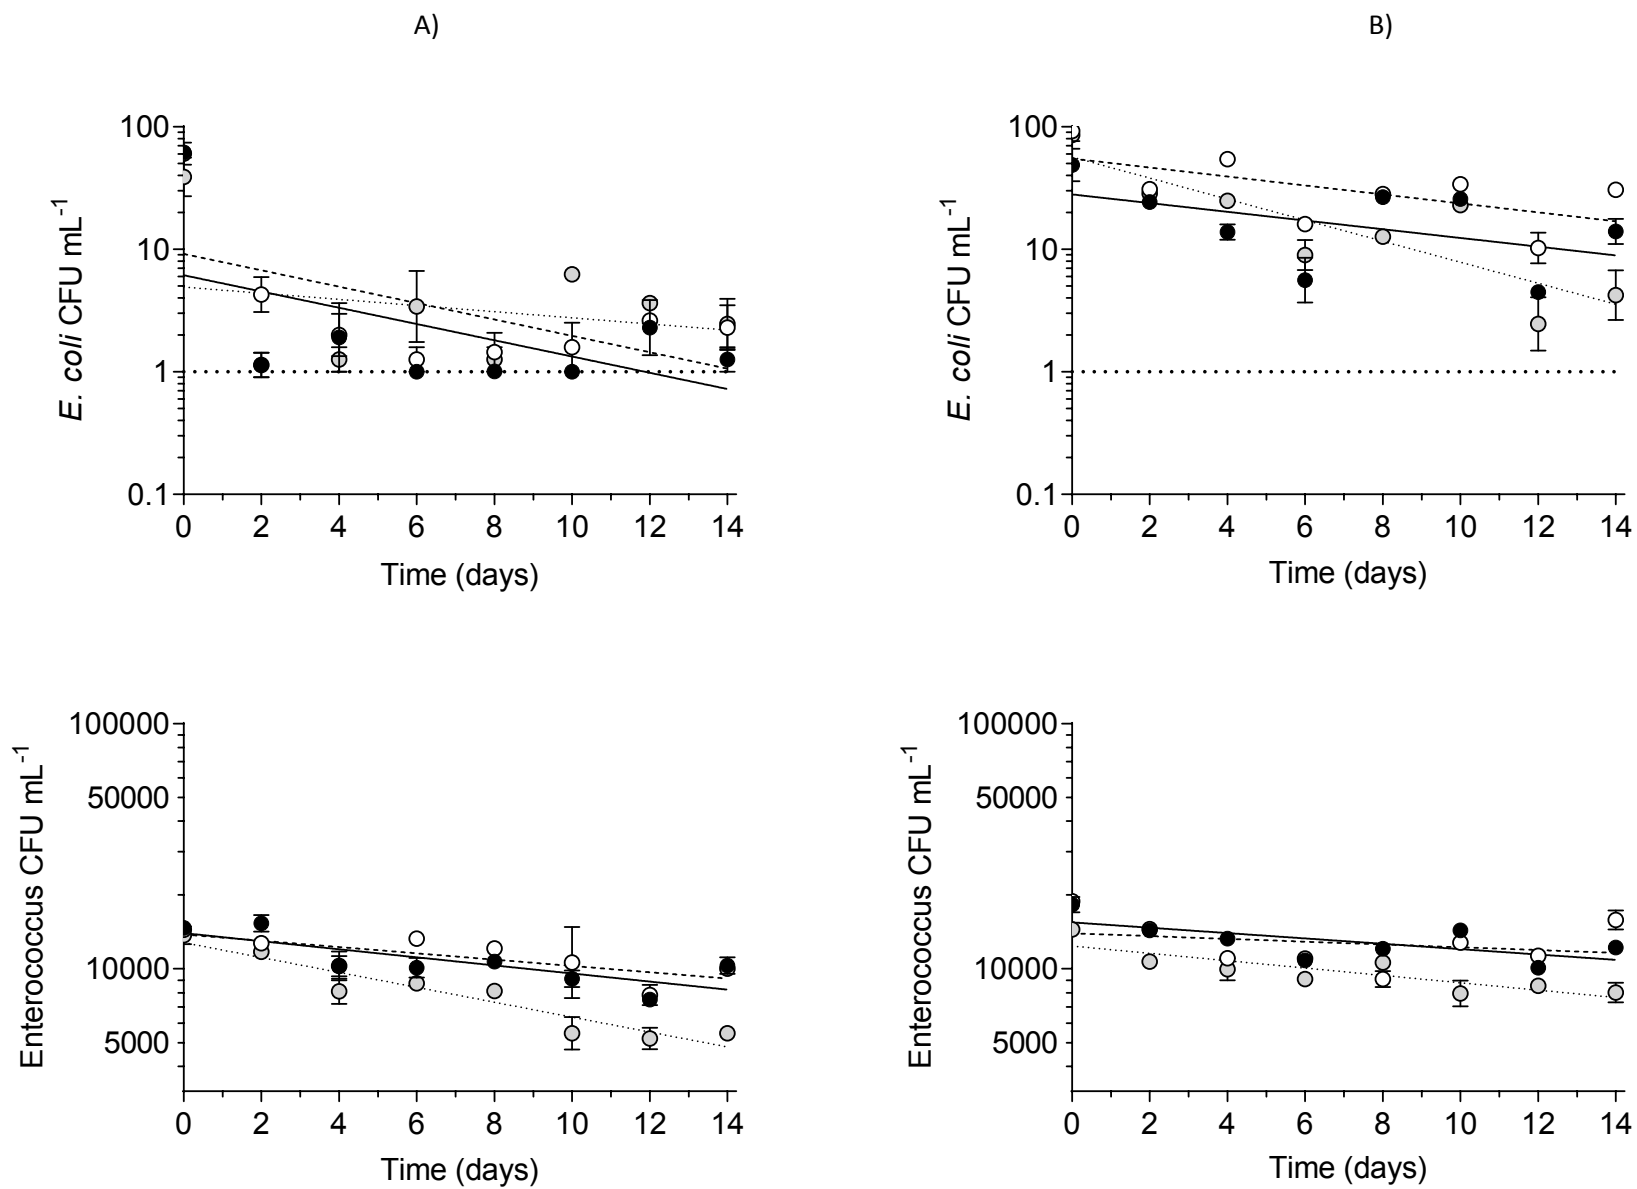 A)
B)
100
10
1
0.1
E. coli CFU mL⁻¹
0 2 4 6 8 10 12 14
Time (days)
100
10
1
0.1
E. coli CFU mL⁻¹
0 2 4 6 8 10 12 14
Time (days)
100000
50000
10000
5000
Enterococcus CFU mL⁻¹
0 2 4 6 8 10 12 14
Time (days)
100000
50000
10000
5000
Enterococcus CFU mL⁻¹
0 2 4 6 8 10 12 14
Time (days)